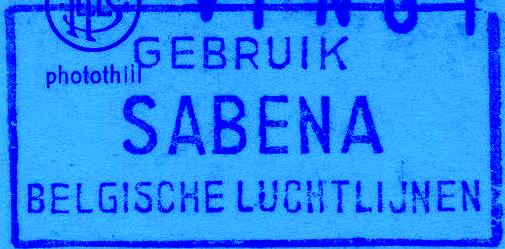 photothill
GEBRUIK
SABENA
BELGISCHE LUCHTLIJNEN